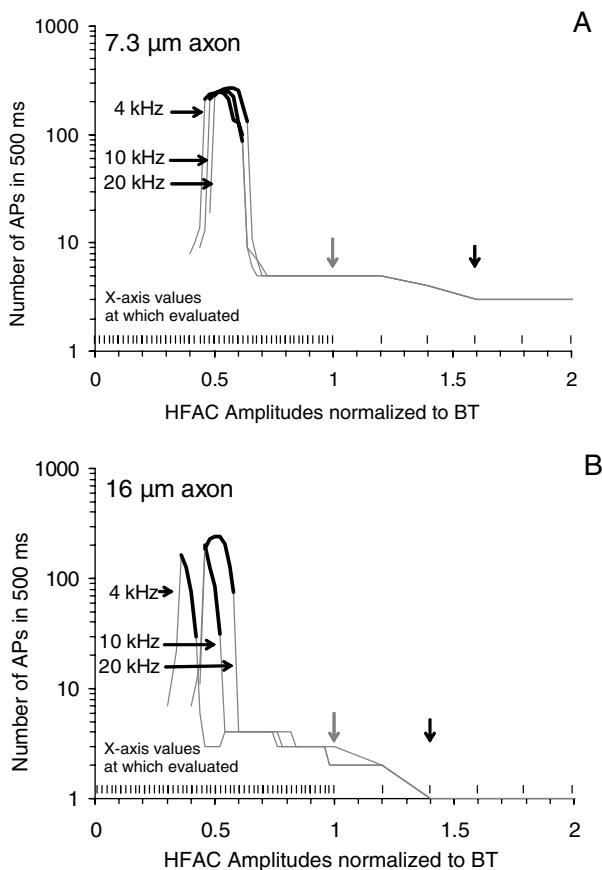 A
7.3 µm axon
Number of APs in 500 ms
1000
100
10
1
4 kHz
10 kHz
20 kHz
X-axis values
at which evaluated
0
0.5
1
1.5
2
HFAC Amplitudes normalized to BT
B
16 µm axon
Number of APs in 500 ms
1000
100
10
1
4 kHz
10 kHz
20 kHz
X-axis values
at which evaluated
0
0.5
1
1.5
2
HFAC Amplitudes normalized to BT